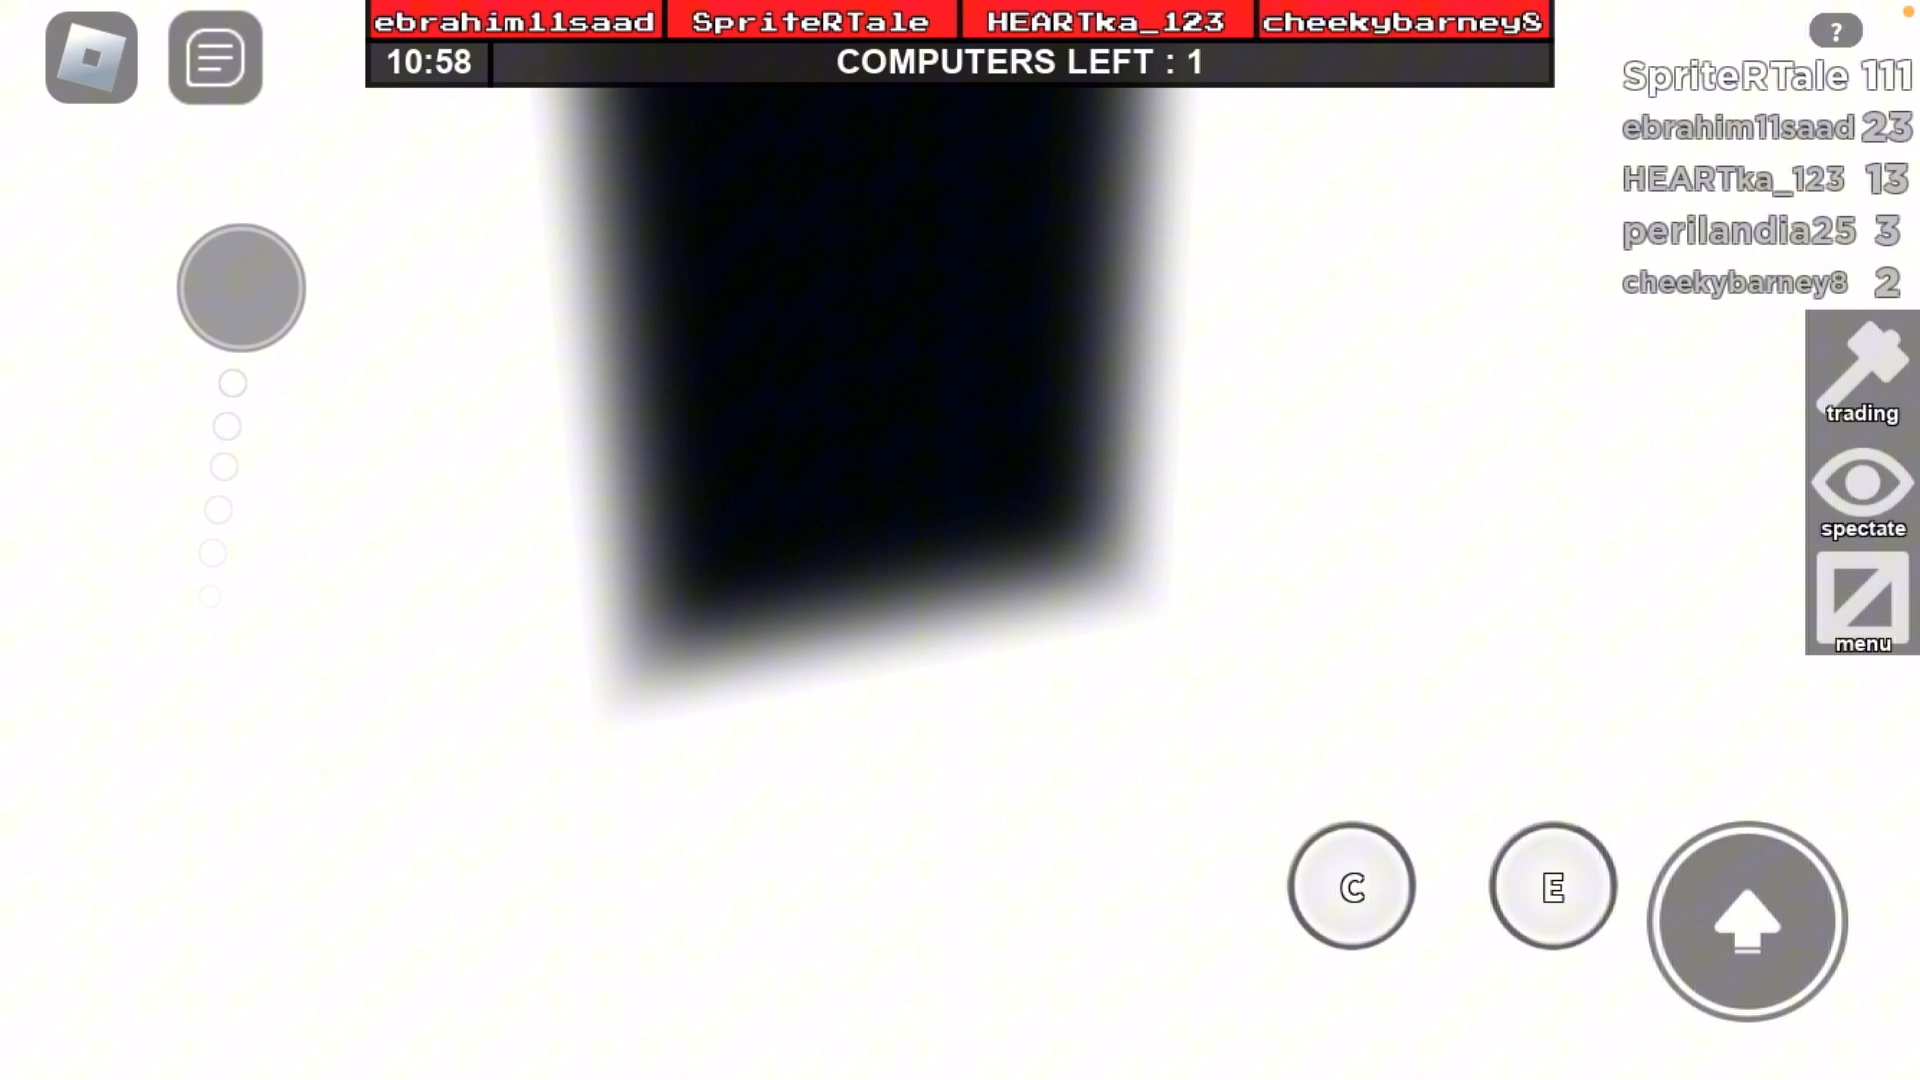 ebrahim11saad SpriteRTale HEARTka_123 cheekybarney8
10:58 COMPUTERS LEFT : 1
?
SpriteRTale 111
ebrahim11saad 23
HEARTka_123 13
perilandia25 3
cheekybarney8 2
trading
spectate
menu
C E